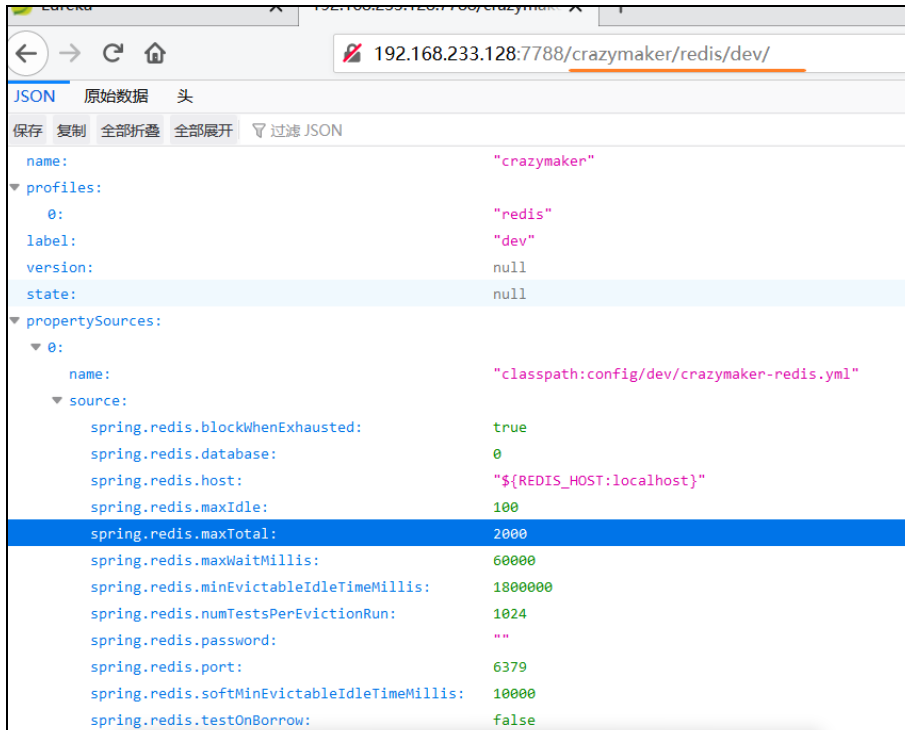 Eureka
192.168.233.128:7788/crazymake
192.168.233.128:7788/crazymaker/redis/dev/
JSON 原始数据 头
保存 复制 全部折叠 全部展开 过滤 JSON
name: "crazymaker"
profiles:
0: "redis"
label: "dev"
version: null
state: null
propertySources:
0:
name: "classpath:config/dev/crazymaker-redis.yml"
source:
spring.redis.blockWhenExhausted: true
spring.redis.database: 0
spring.redis.host: "${REDIS_HOST:localhost}"
spring.redis.maxIdle: 100
spring.redis.maxTotal: 2000
spring.redis.maxWaitMillis: 60000
spring.redis.minEvictableIdleTimeMillis: 1800000
spring.redis.numTestsPerEvictionRun: 1024
spring.redis.password: ""
spring.redis.port: 6379
spring.redis.softMinEvictableIdleTimeMillis: 10000
spring.redis.testOnBorrow: false